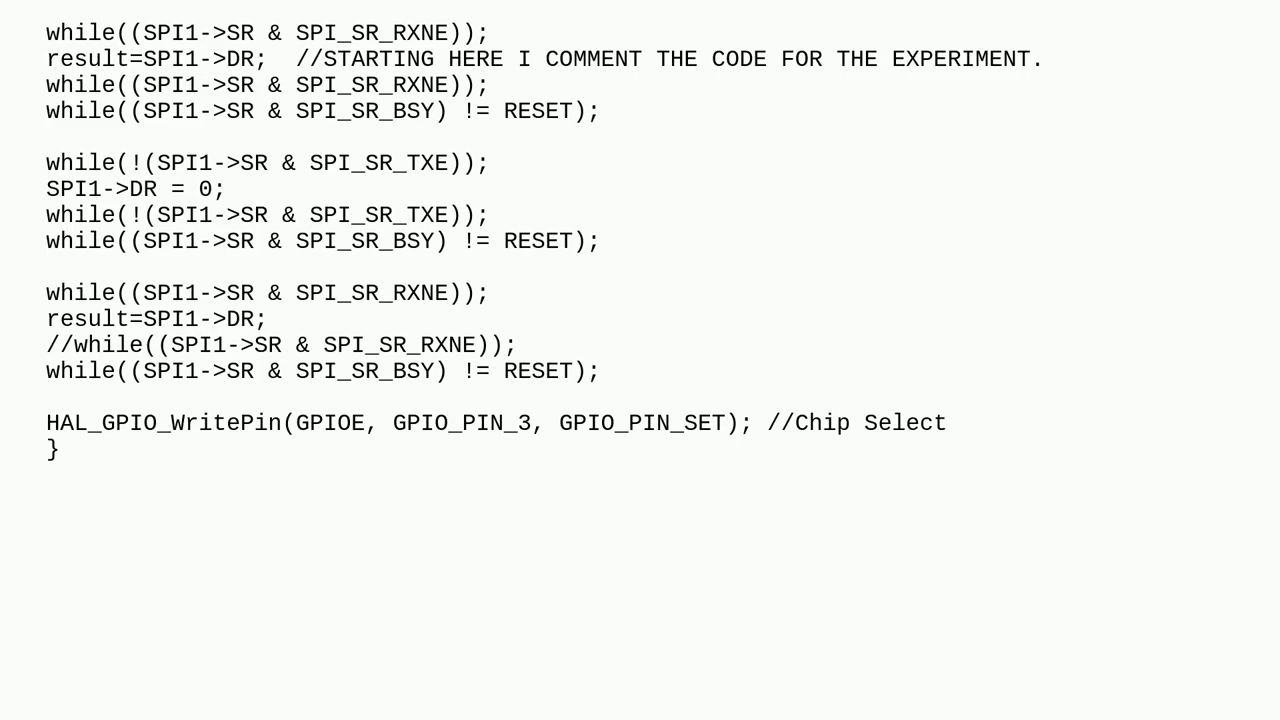 while((SPI1->SR & SPI_SR_RXNE));
result=SPI1->DR;  //STARTING HERE I COMMENT THE CODE FOR THE EXPERIMENT.
while((SPI1->SR & SPI_SR_RXNE));
while((SPI1->SR & SPI_SR_BSY) != RESET);

while(!(SPI1->SR & SPI_SR_TXE));
SPI1->DR = 0;
while(!(SPI1->SR & SPI_SR_TXE));
while((SPI1->SR & SPI_SR_BSY) != RESET);

while((SPI1->SR & SPI_SR_RXNE));
result=SPI1->DR;
//while((SPI1->SR & SPI_SR_RXNE));
while((SPI1->SR & SPI_SR_BSY) != RESET);

HAL_GPIO_WritePin(GPIOE, GPIO_PIN_3, GPIO_PIN_SET); //Chip Select
}